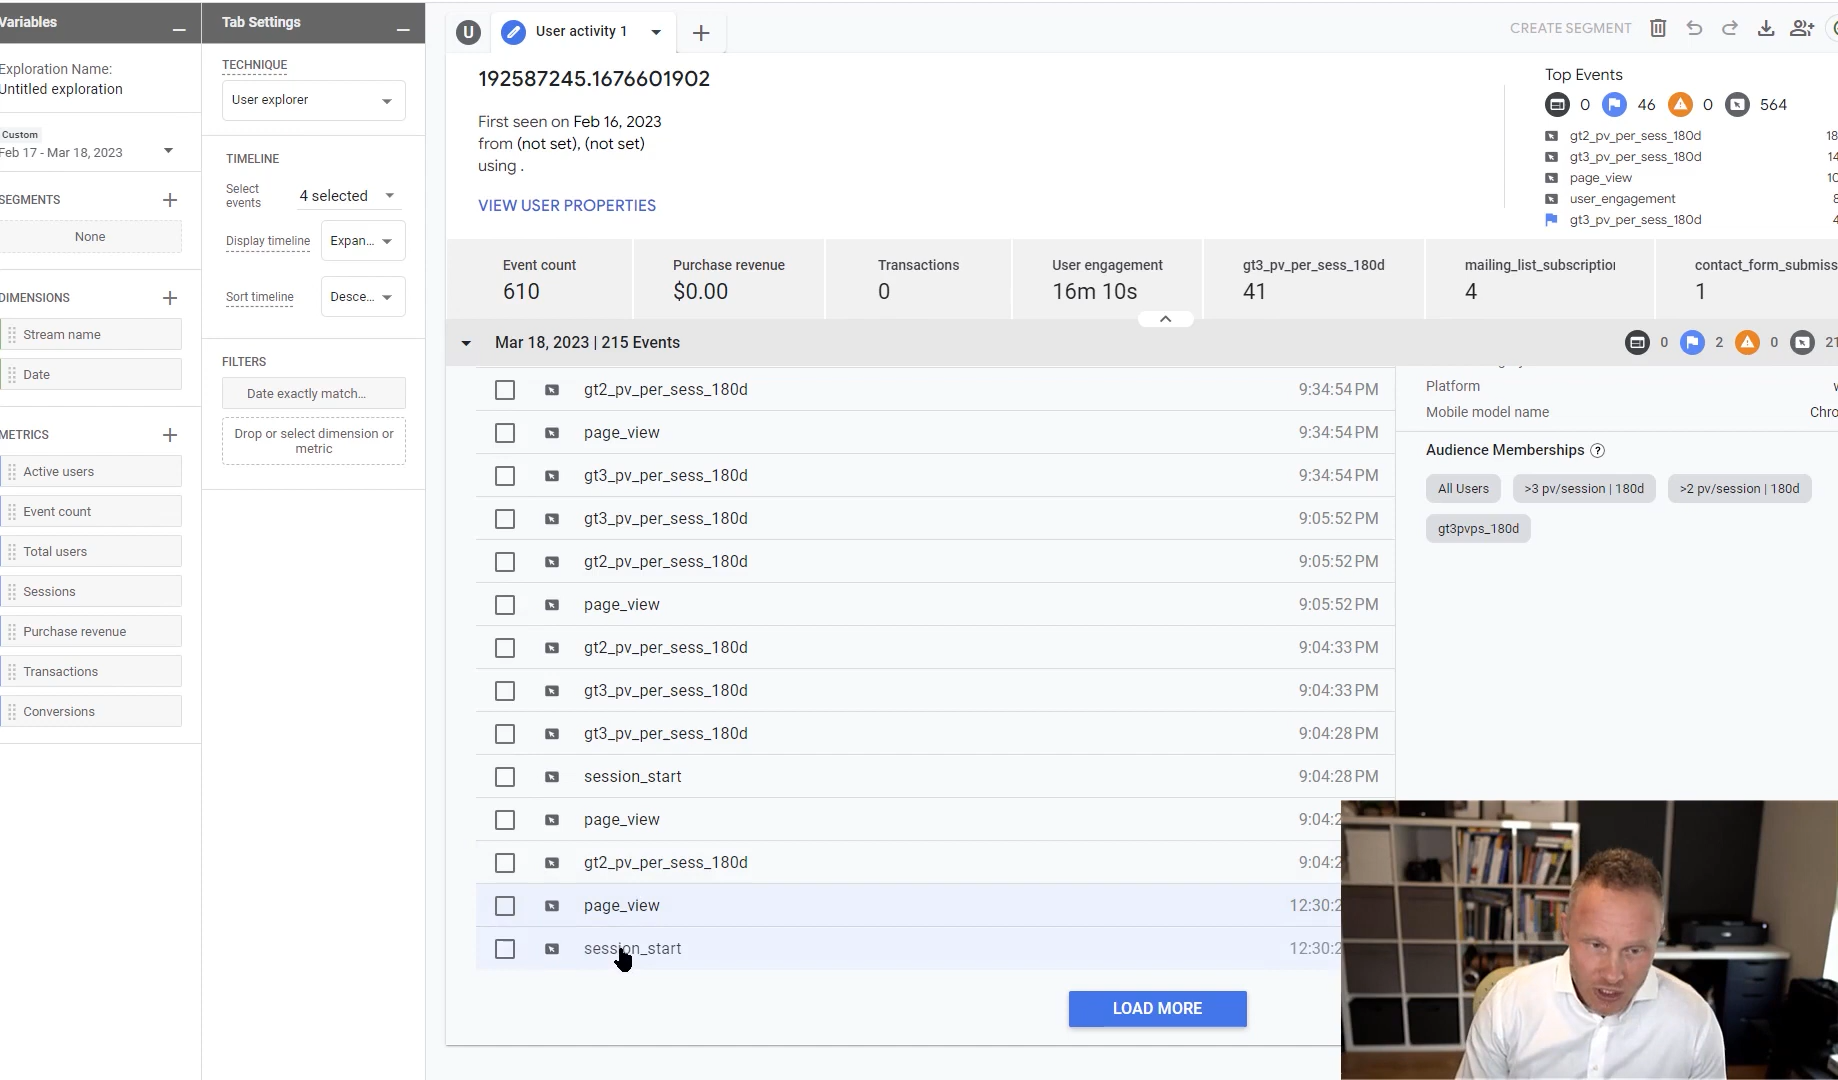 Variables
Exploration Name:
Untitled exploration
Custom
Feb 17 - Mar 18, 2023
SEGMENTS
None
DIMENSIONS
Stream name
Date
METRICS
Active users
Event count
Total users
Sessions
Purchase revenue
Transactions
Conversions
Tab Settings
TECHNIQUE
User explorer
TIMELINE
Select
events
4 selected
Display timeline
Expan...
Sort timeline
Desce...
FILTERS
Date exactly match...
Drop or select dimension or
metric
U
User activity 1
CREATE SEGMENT
192587245.1676601902
First seen on Feb 16, 2023
from (not set), (not set)
using .
VIEW USER PROPERTIES
Top Events
0 46 0 564
gt2_pv_per_sess_180d 18
gt3_pv_per_sess_180d 14
page_view 10
user_engagement 8
gt3_pv_per_sess_180d 4
Event count
610
Purchase revenue
$0.00
Transactions
0
User engagement
16m 10s
gt3_pv_per_sess_180d
41
mailing_list_subscription
4
contact_form_submiss
1
Mar 18, 2023 | 215 Events
0 2 0 21
gt2_pv_per_sess_180d 9:34:54 PM
page_view 9:34:54 PM
gt3_pv_per_sess_180d 9:34:54 PM
gt3_pv_per_sess_180d 9:05:52 PM
gt2_pv_per_sess_180d 9:05:52 PM
page_view 9:05:52 PM
gt2_pv_per_sess_180d 9:04:33 PM
gt3_pv_per_sess_180d 9:04:33 PM
gt3_pv_per_sess_180d 9:04:28 PM
session_start 9:04:28 PM
page_view 9:04:2
gt2_pv_per_sess_180d 9:04:2
page_view 12:30:2
session_start 12:30:2
LOAD MORE
Platform
Mobile model name Chro
Audience Memberships ?
All Users
>3 pv/session | 180d
>2 pv/session | 180d
gt3pvps_180d